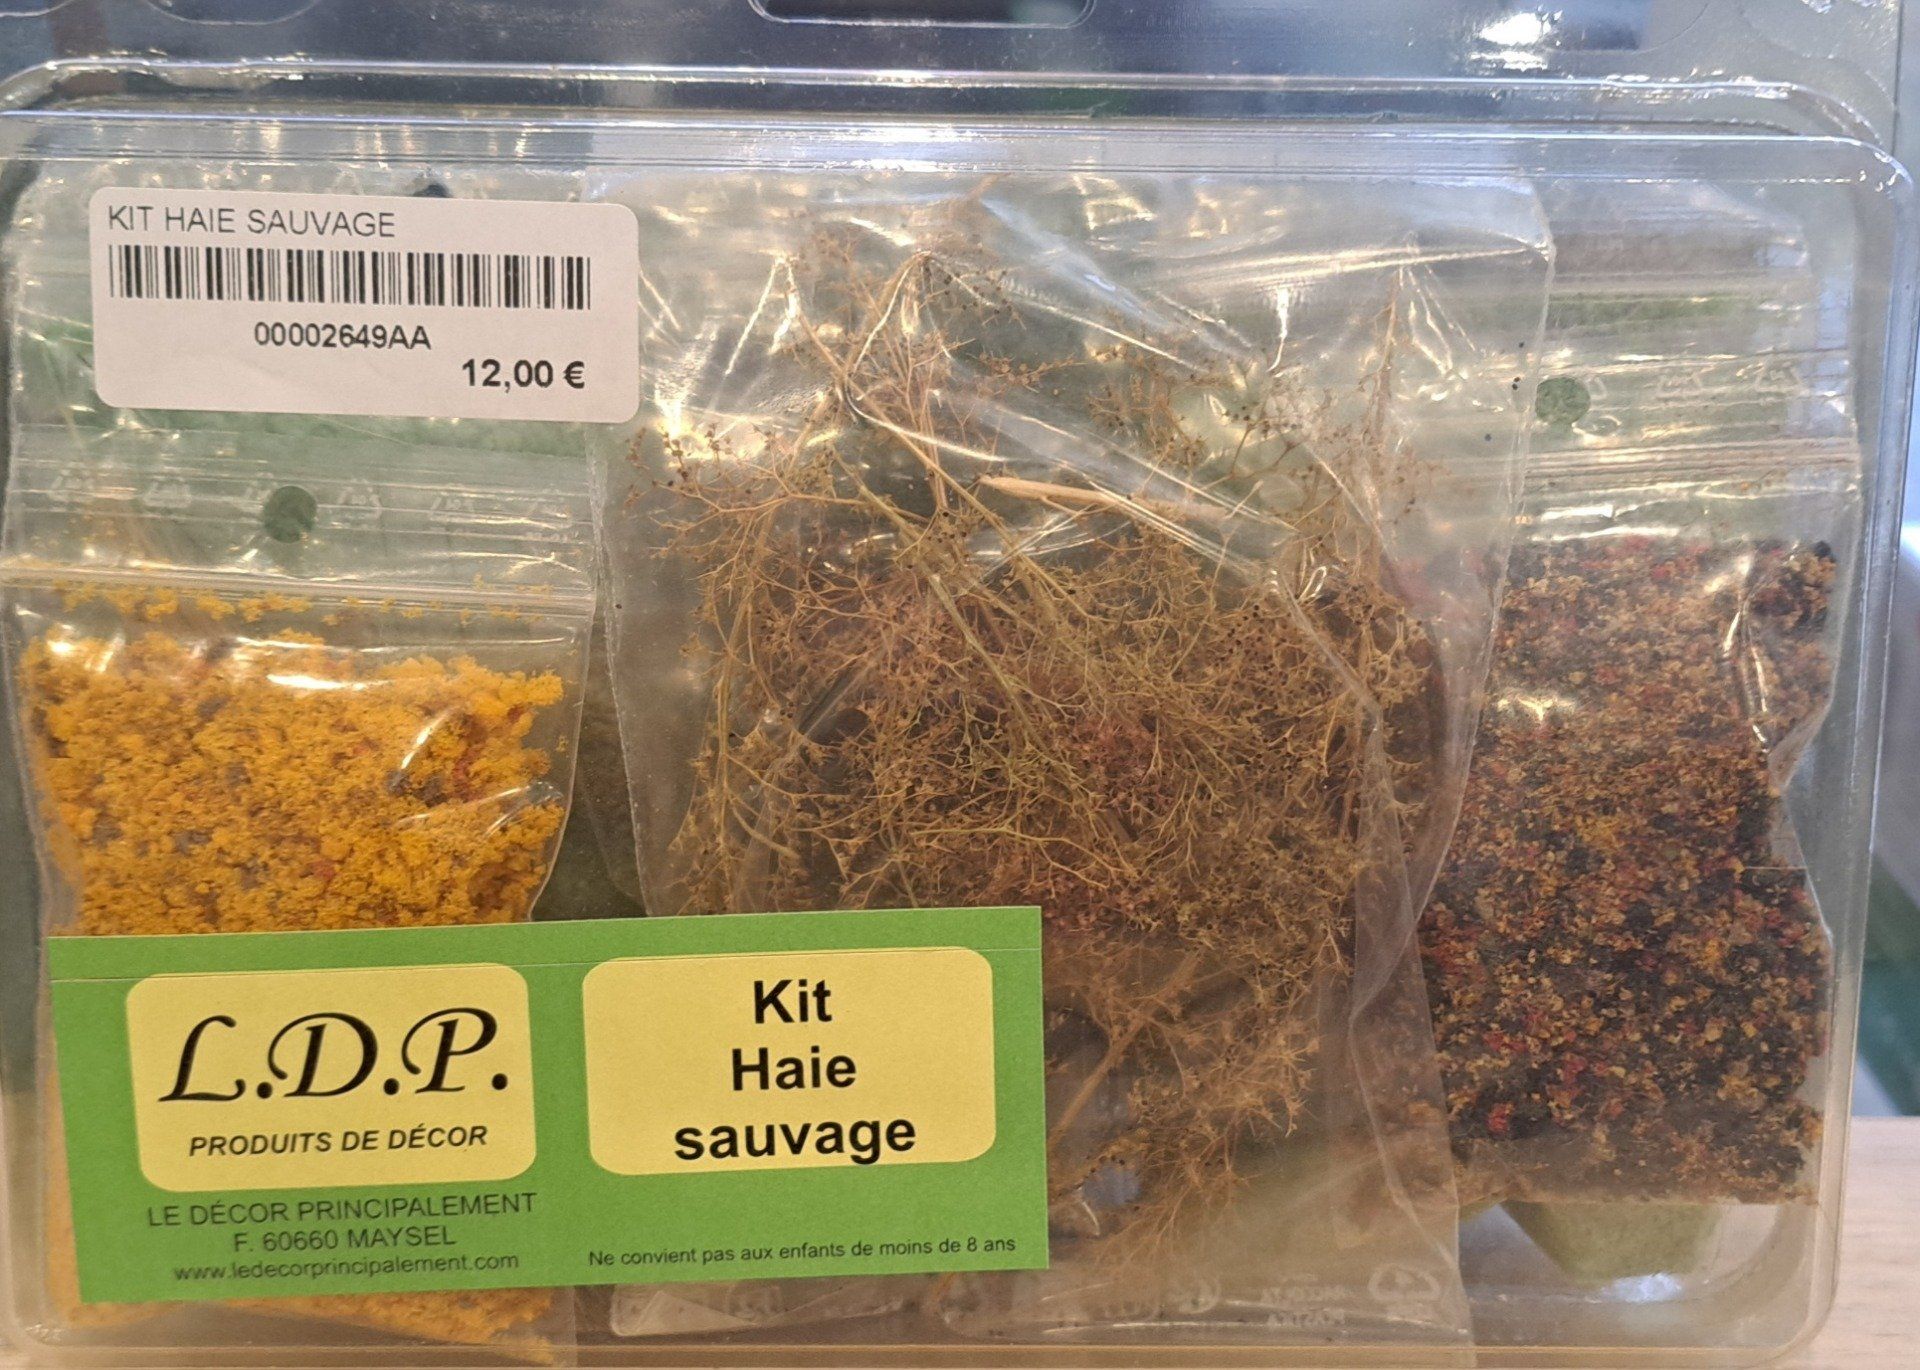 KIT HAIE SAUVAGE
00002649AA
12,00 €
L.D.P.
PRODUITS DE DÉCOR
LE DÉCOR PRINCIPALEMENT
F. 60660 MAYSEL
www.ledecorprincipalement.com
Kit
Haie
sauvage
Ne convient pas aux enfants de moins de 8 ans